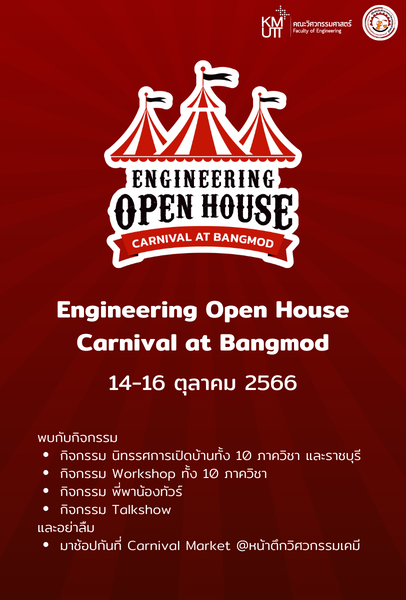 KMUTT
คณะวิศวกรรมศาสตร์
Faculty of Engineering
ENGINEERING
OPEN HOUSE
CARNIVAL AT BANGMOD
Engineering Open House
Carnival at Bangmod
14-16 ตุลาคม 2566
พบกับกิจกรรม
• กิจกรรม นิทรรศการเปิดบ้านทั้ง 10 ภาควิชา และราชบุรี
• กิจกรรม Workshop ทั้ง 10 ภาควิชา
• กิจกรรม พี่พาน้องทัวร์
• กิจกรรม Talkshow
และอย่าลืม
• มาช้อปกันที่ Carnival Market @หน้าตึกวิศวกรรมเคมี